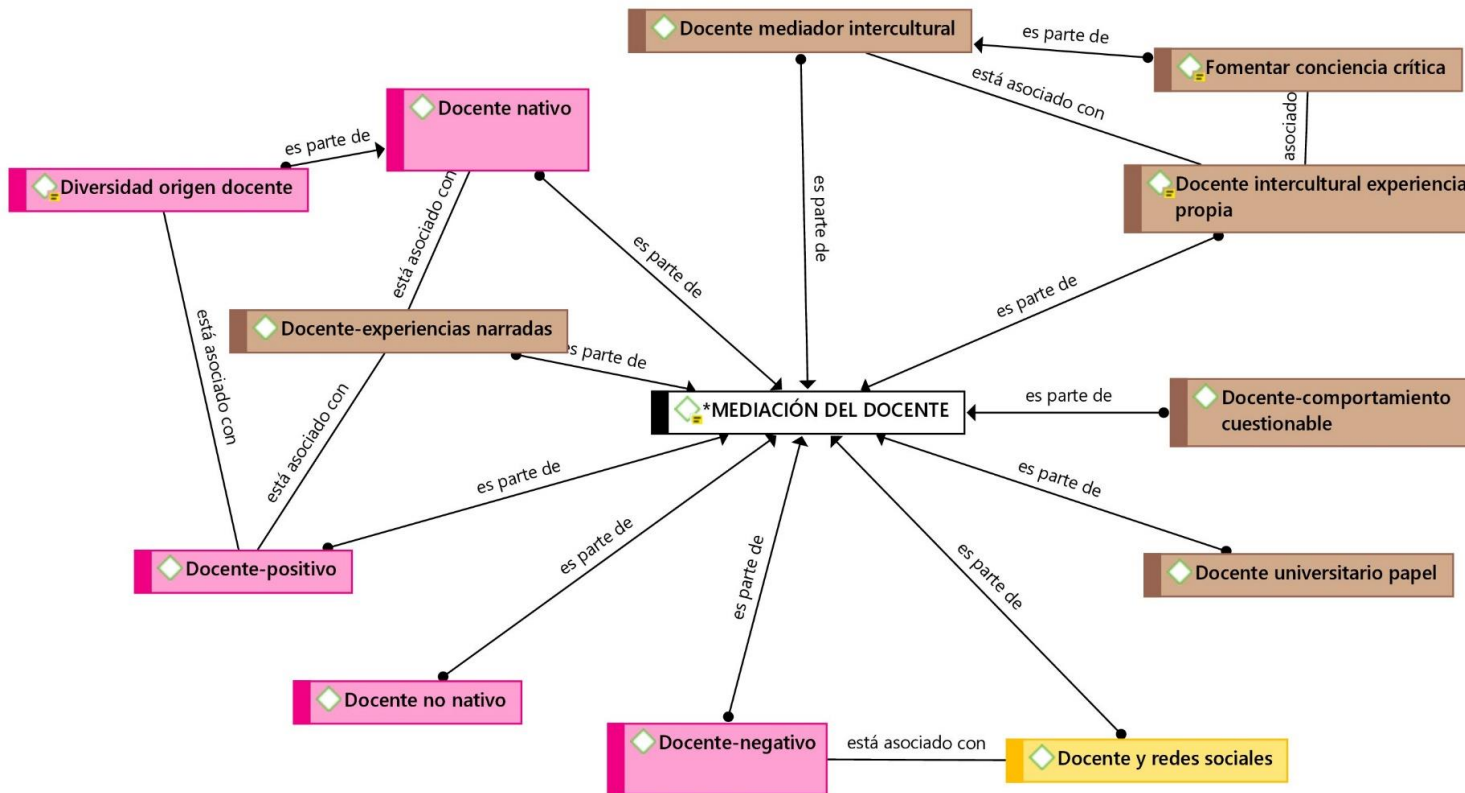 Docente mediador intercultural
es parte de
Fomentar conciencia crítica
está asociado con
asociado
Docente nativo
es parte de
Diversidad origen docente
Docente intercultural experiencia
propia
es parte de
está asociado con
es parte de
es parte de
está asociado con
Docente-experiencias narradas
es parte de
*MEDIACIÓN DEL DOCENTE
es parte de
Docente-comportamiento
cuestionable
está asociado con
es parte de
es parte de
Docente-positivo
es parte de
es parte de
es parte de
Docente universitario papel
Docente no nativo
Docente-negativo
está asociado con
Docente y redes sociales